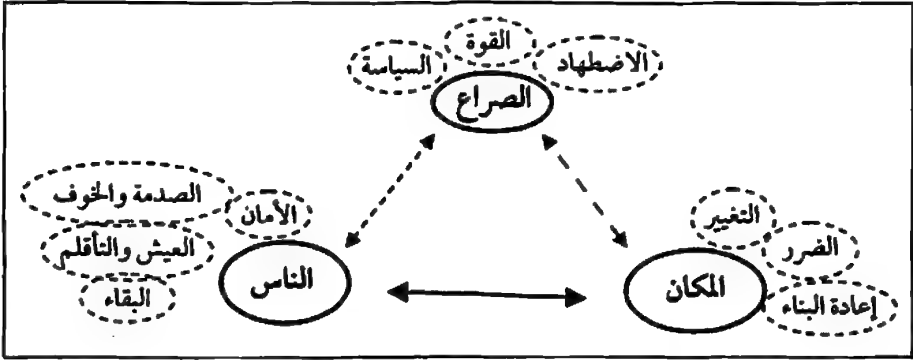 القوة
السياسة
الاضطهاد
الصراع
التغيير
الضرر
إعادة البناء
المكان
الأمان
الصدمة والخوف
العيش والتأقلم
البقاء
الناس